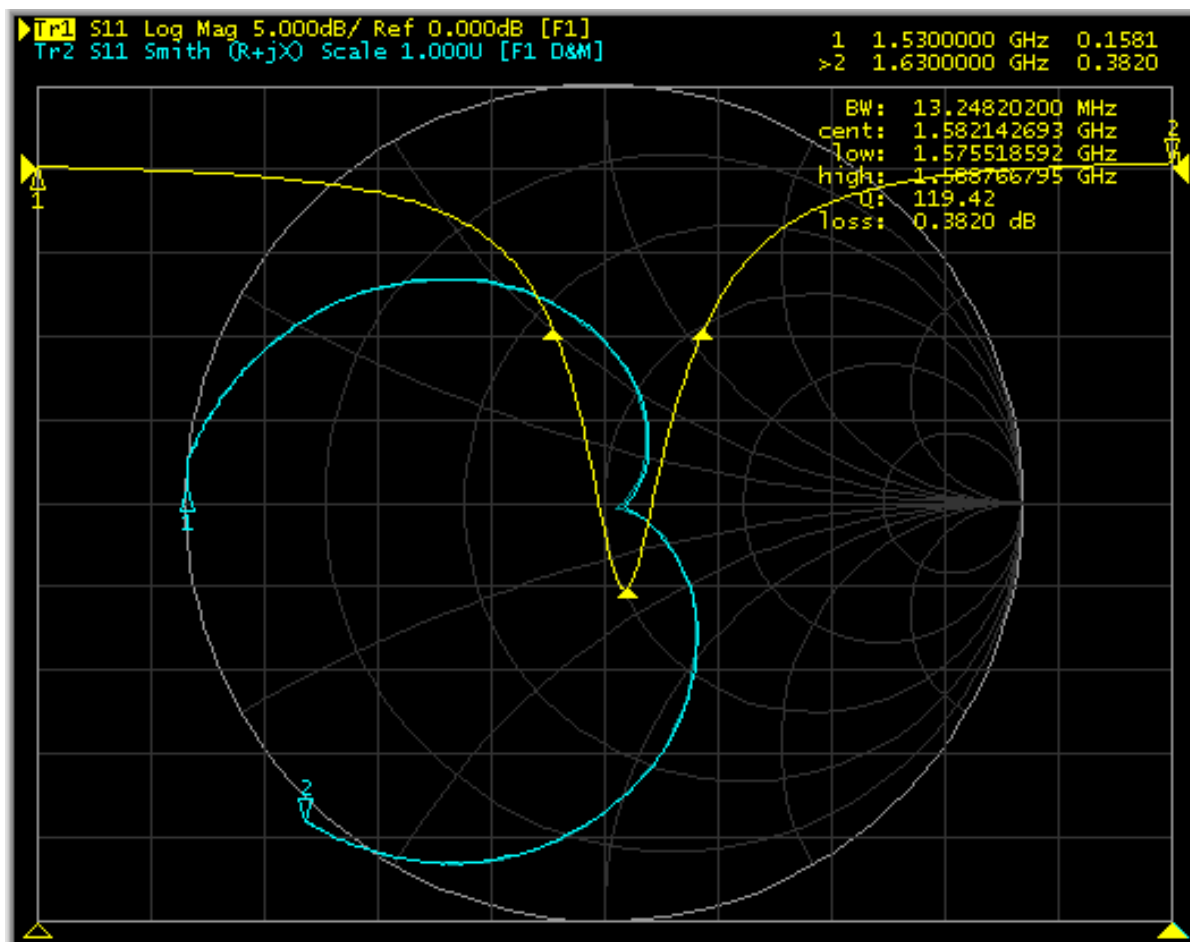 Tr1 S11 Log Mag 5.000dB/ Ref 0.000dB [F1]
Tr2 S11 Smith (R+jX) Scale 1.000U [F1 D&M]
1 1.5300000 GHz 0.1581
>2 1.6300000 GHz 0.3820
BW: 13.24820200 MHz
cent: 1.582142693 GHz
low: 1.575518592 GHz
high: 1.588766795 GHz
Q: 119.42
loss: 0.3820 dB
2
1
1
2